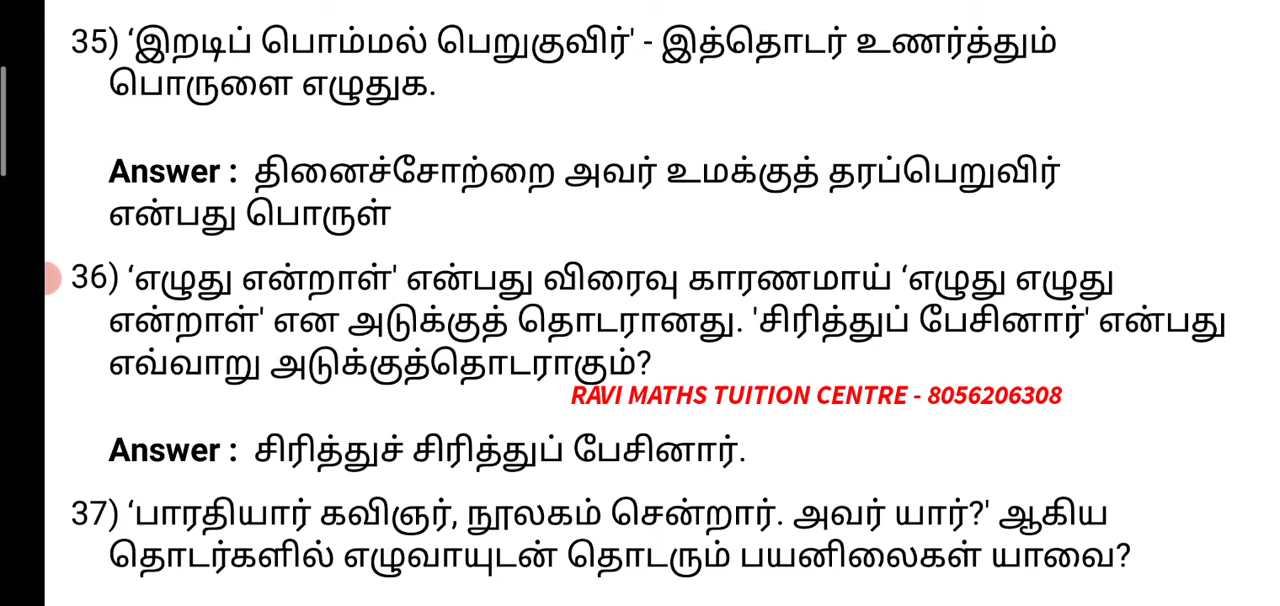 35) ‘இறடிப் பொம்மல் பெறுகுவிர்' - இத்தொடர் உணர்த்தும்
பொருளை எழுதுக.
Answer : தினைச்சோற்றை அவர் உமக்குத் தரப்பெறுவிர்
என்பது பொருள்
36) ‘எழுது என்றாள்' என்பது விரைவு காரணமாய் ‘எழுது எழுது
என்றாள்' என அடுக்குத் தொடரானது. 'சிரித்துப் பேசினார்' என்பது
எவ்வாறு அடுக்குத்தொடராகும்?
RAVI MATHS TUITION CENTRE - 8056206308
Answer : சிரித்துச் சிரித்துப் பேசினார்.
37) ‘பாரதியார் கவிஞர், நூலகம் சென்றார். அவர் யார்?' ஆகிய
தொடர்களில் எழுவாயுடன் தொடரும் பயனிலைகள் யாவை?